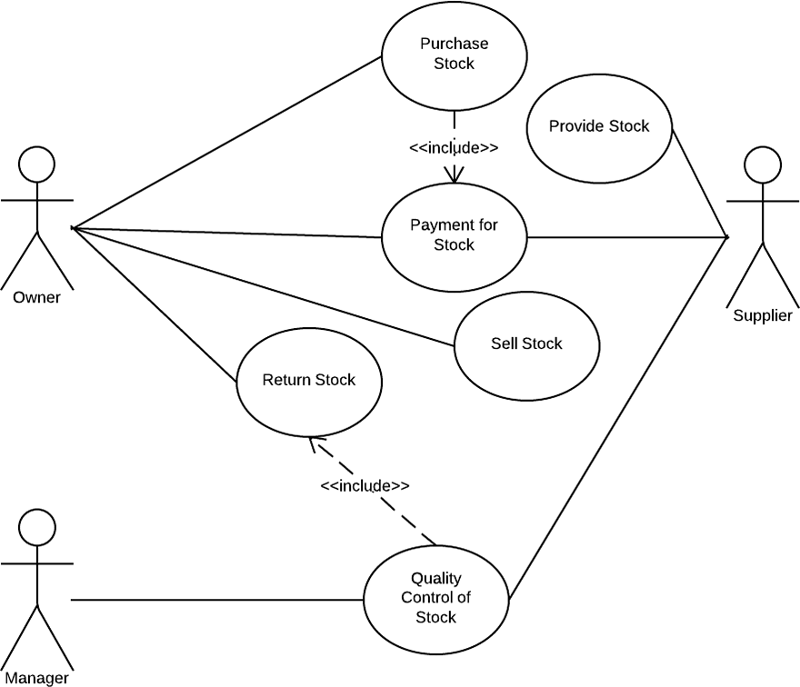 Purchase
Stock
Provide Stock
<<include>>
Payment for
Stock
Owner
Supplier
Sell Stock
Return Stock
<<include>>
Quality
Control of
Stock
Manager